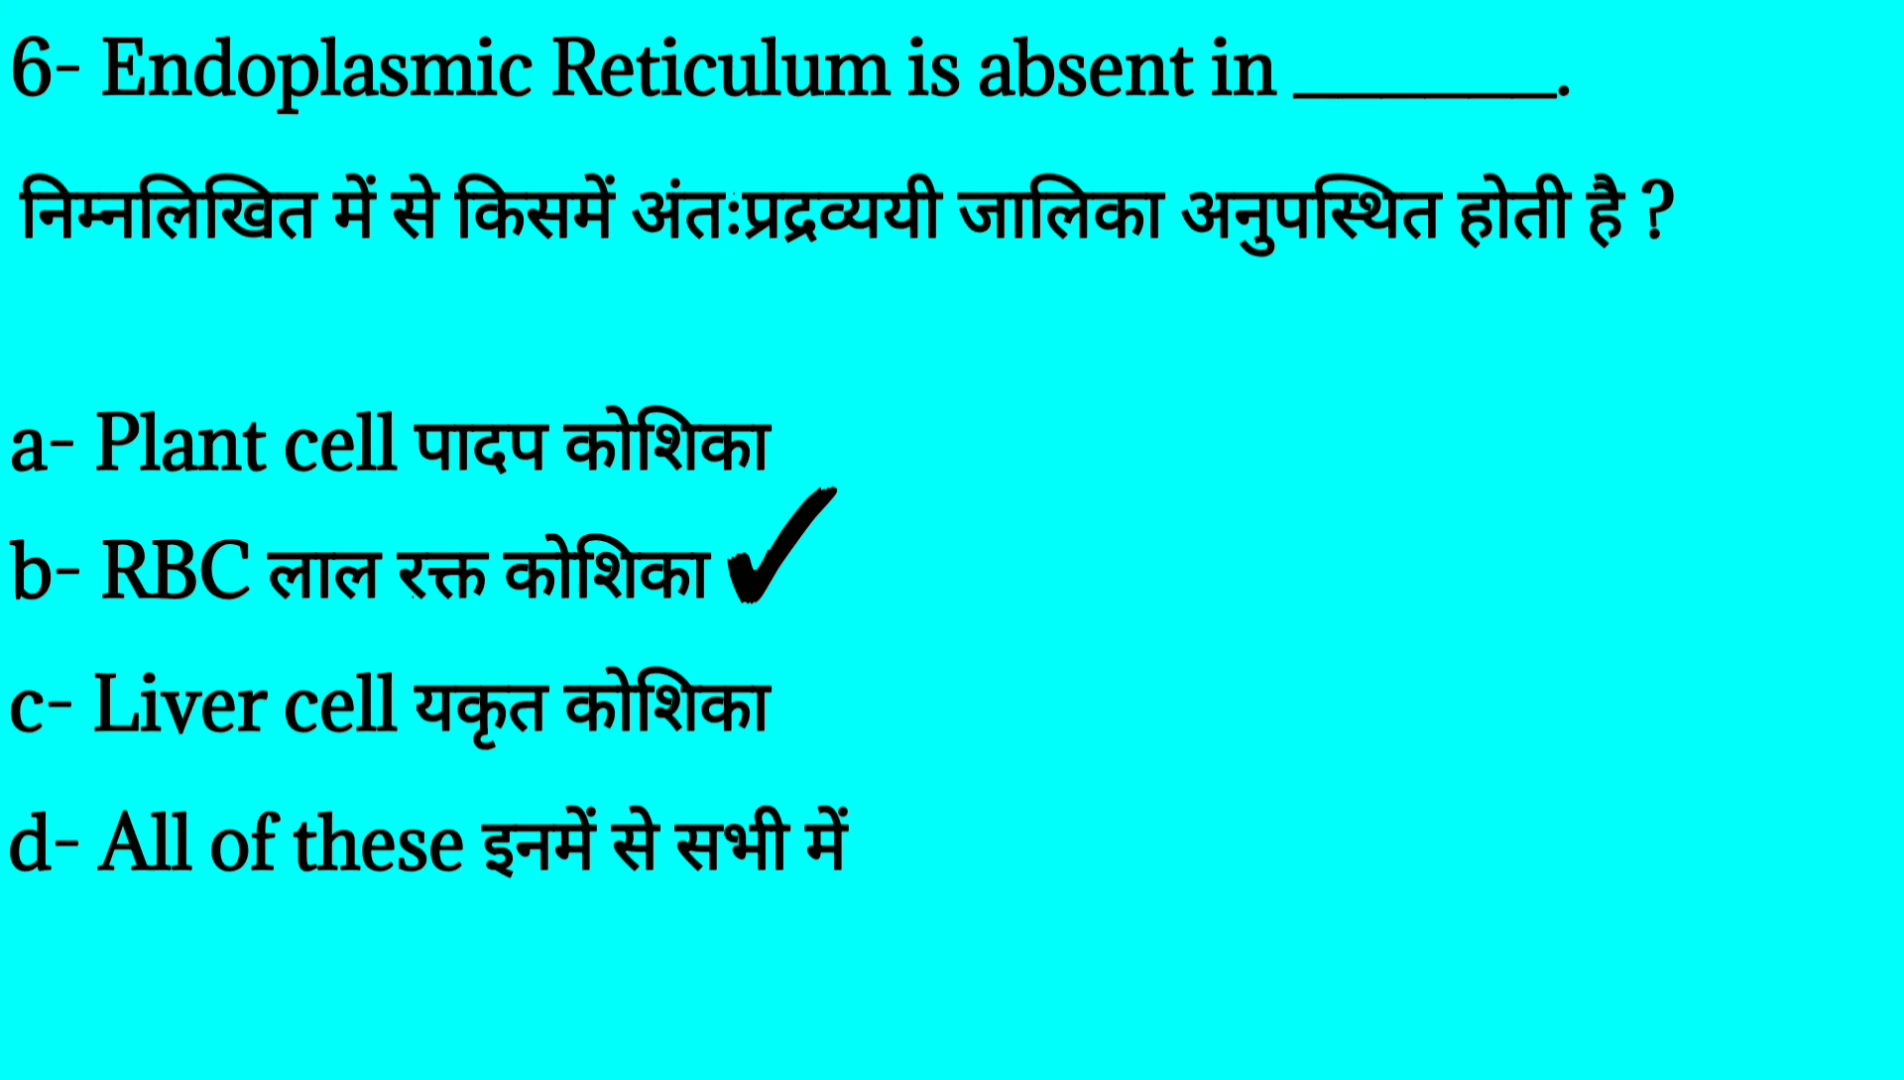 6- Endoplasmic Reticulum is absent in ________.
निम्नलिखित में से किसमें अंतःप्रद्रव्ययी जालिका अनुपस्थित होती है ?
a- Plant cell पादप कोशिका
b- RBC लाल रक्त कोशिका ✓
c- Liver cell यकृत कोशिका
d- All of these इनमें से सभी में